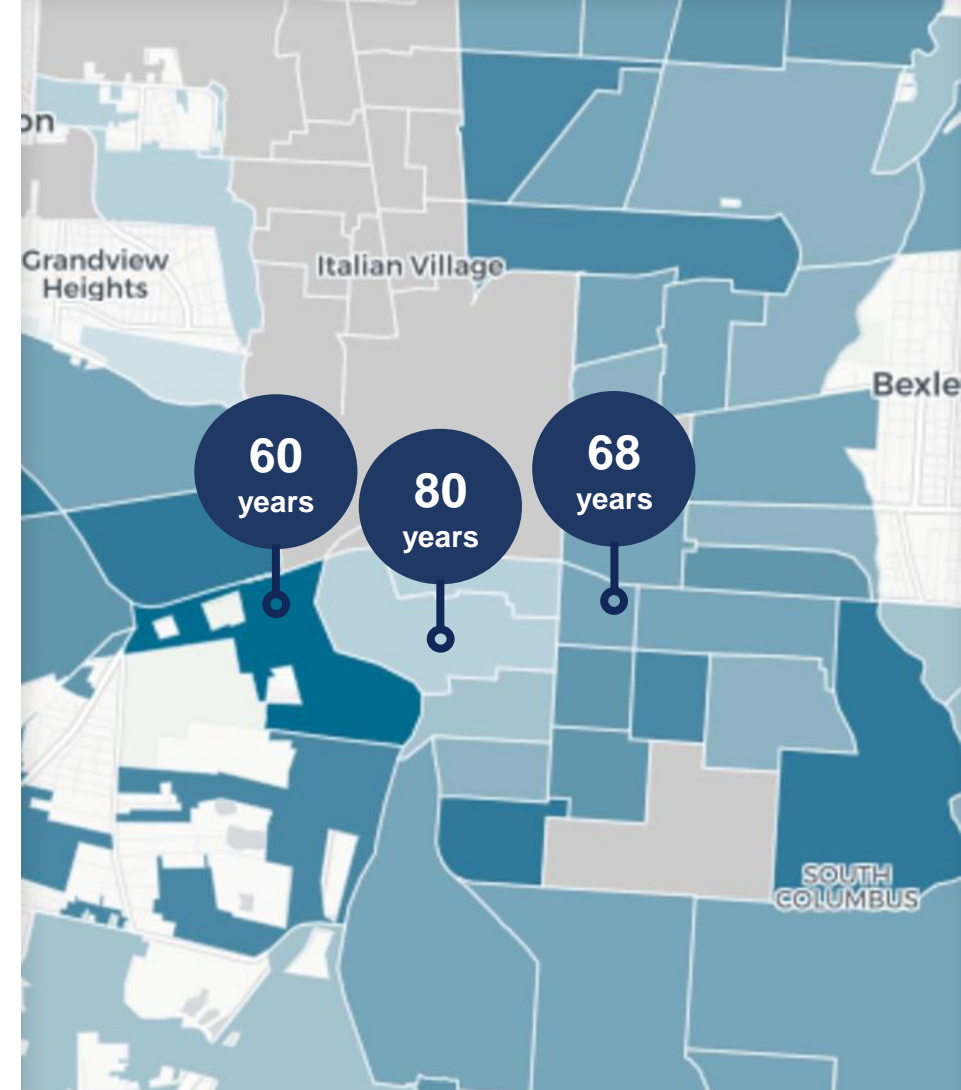 on
Grandview
Heights
Italian Village
Bexle
60
years
80
years
68
years
SOUTH
COLUMBUS